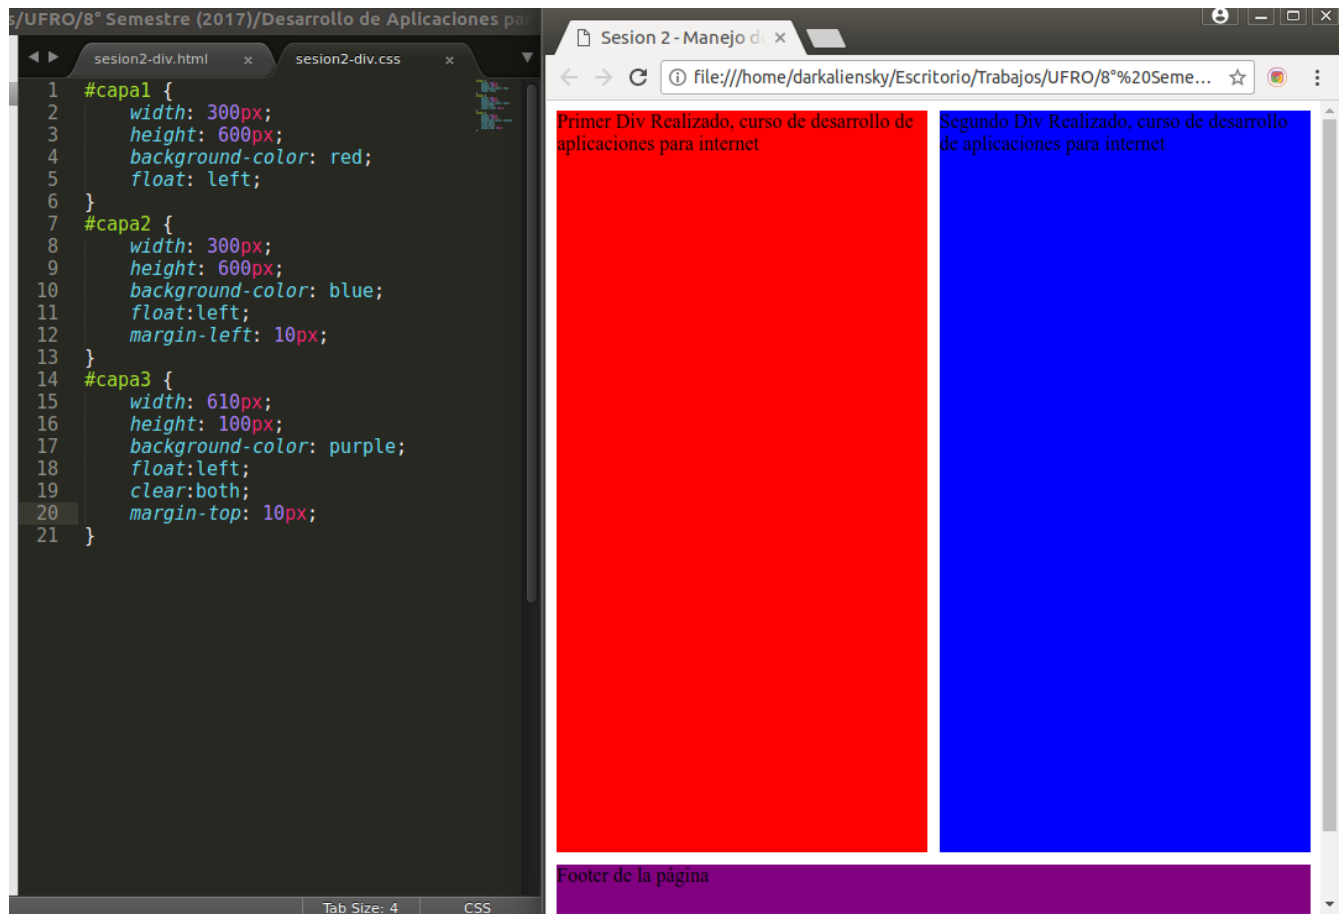 s/UFRO/8° Semestre (2017)/Desarrollo de Aplicaciones par
sesion2-div.html × sesion2-div.css ×
1 #capa1 {
2 width: 300px;
3 height: 600px;
4 background-color: red;
5 float: left;
6 }
7 #capa2 {
8 width: 300px;
9 height: 600px;
10 background-color: blue;
11 float:left;
12 margin-left: 10px;
13 }
14 #capa3 {
15 width: 610px;
16 height: 100px;
17 background-color: purple;
18 float:left;
19 clear:both;
20 margin-top: 10px;
21 }
Tab Size: 4 CSS
Sesion 2 - Manejo d
file:///home/darkaliensky/Escritorio/Trabajos/UFRO/8°%20Seme...
Primer Div Realizado, curso de desarrollo de
aplicaciones para internet
Segundo Div Realizado, curso de desarrollo
de aplicaciones para internet
Footer de la página